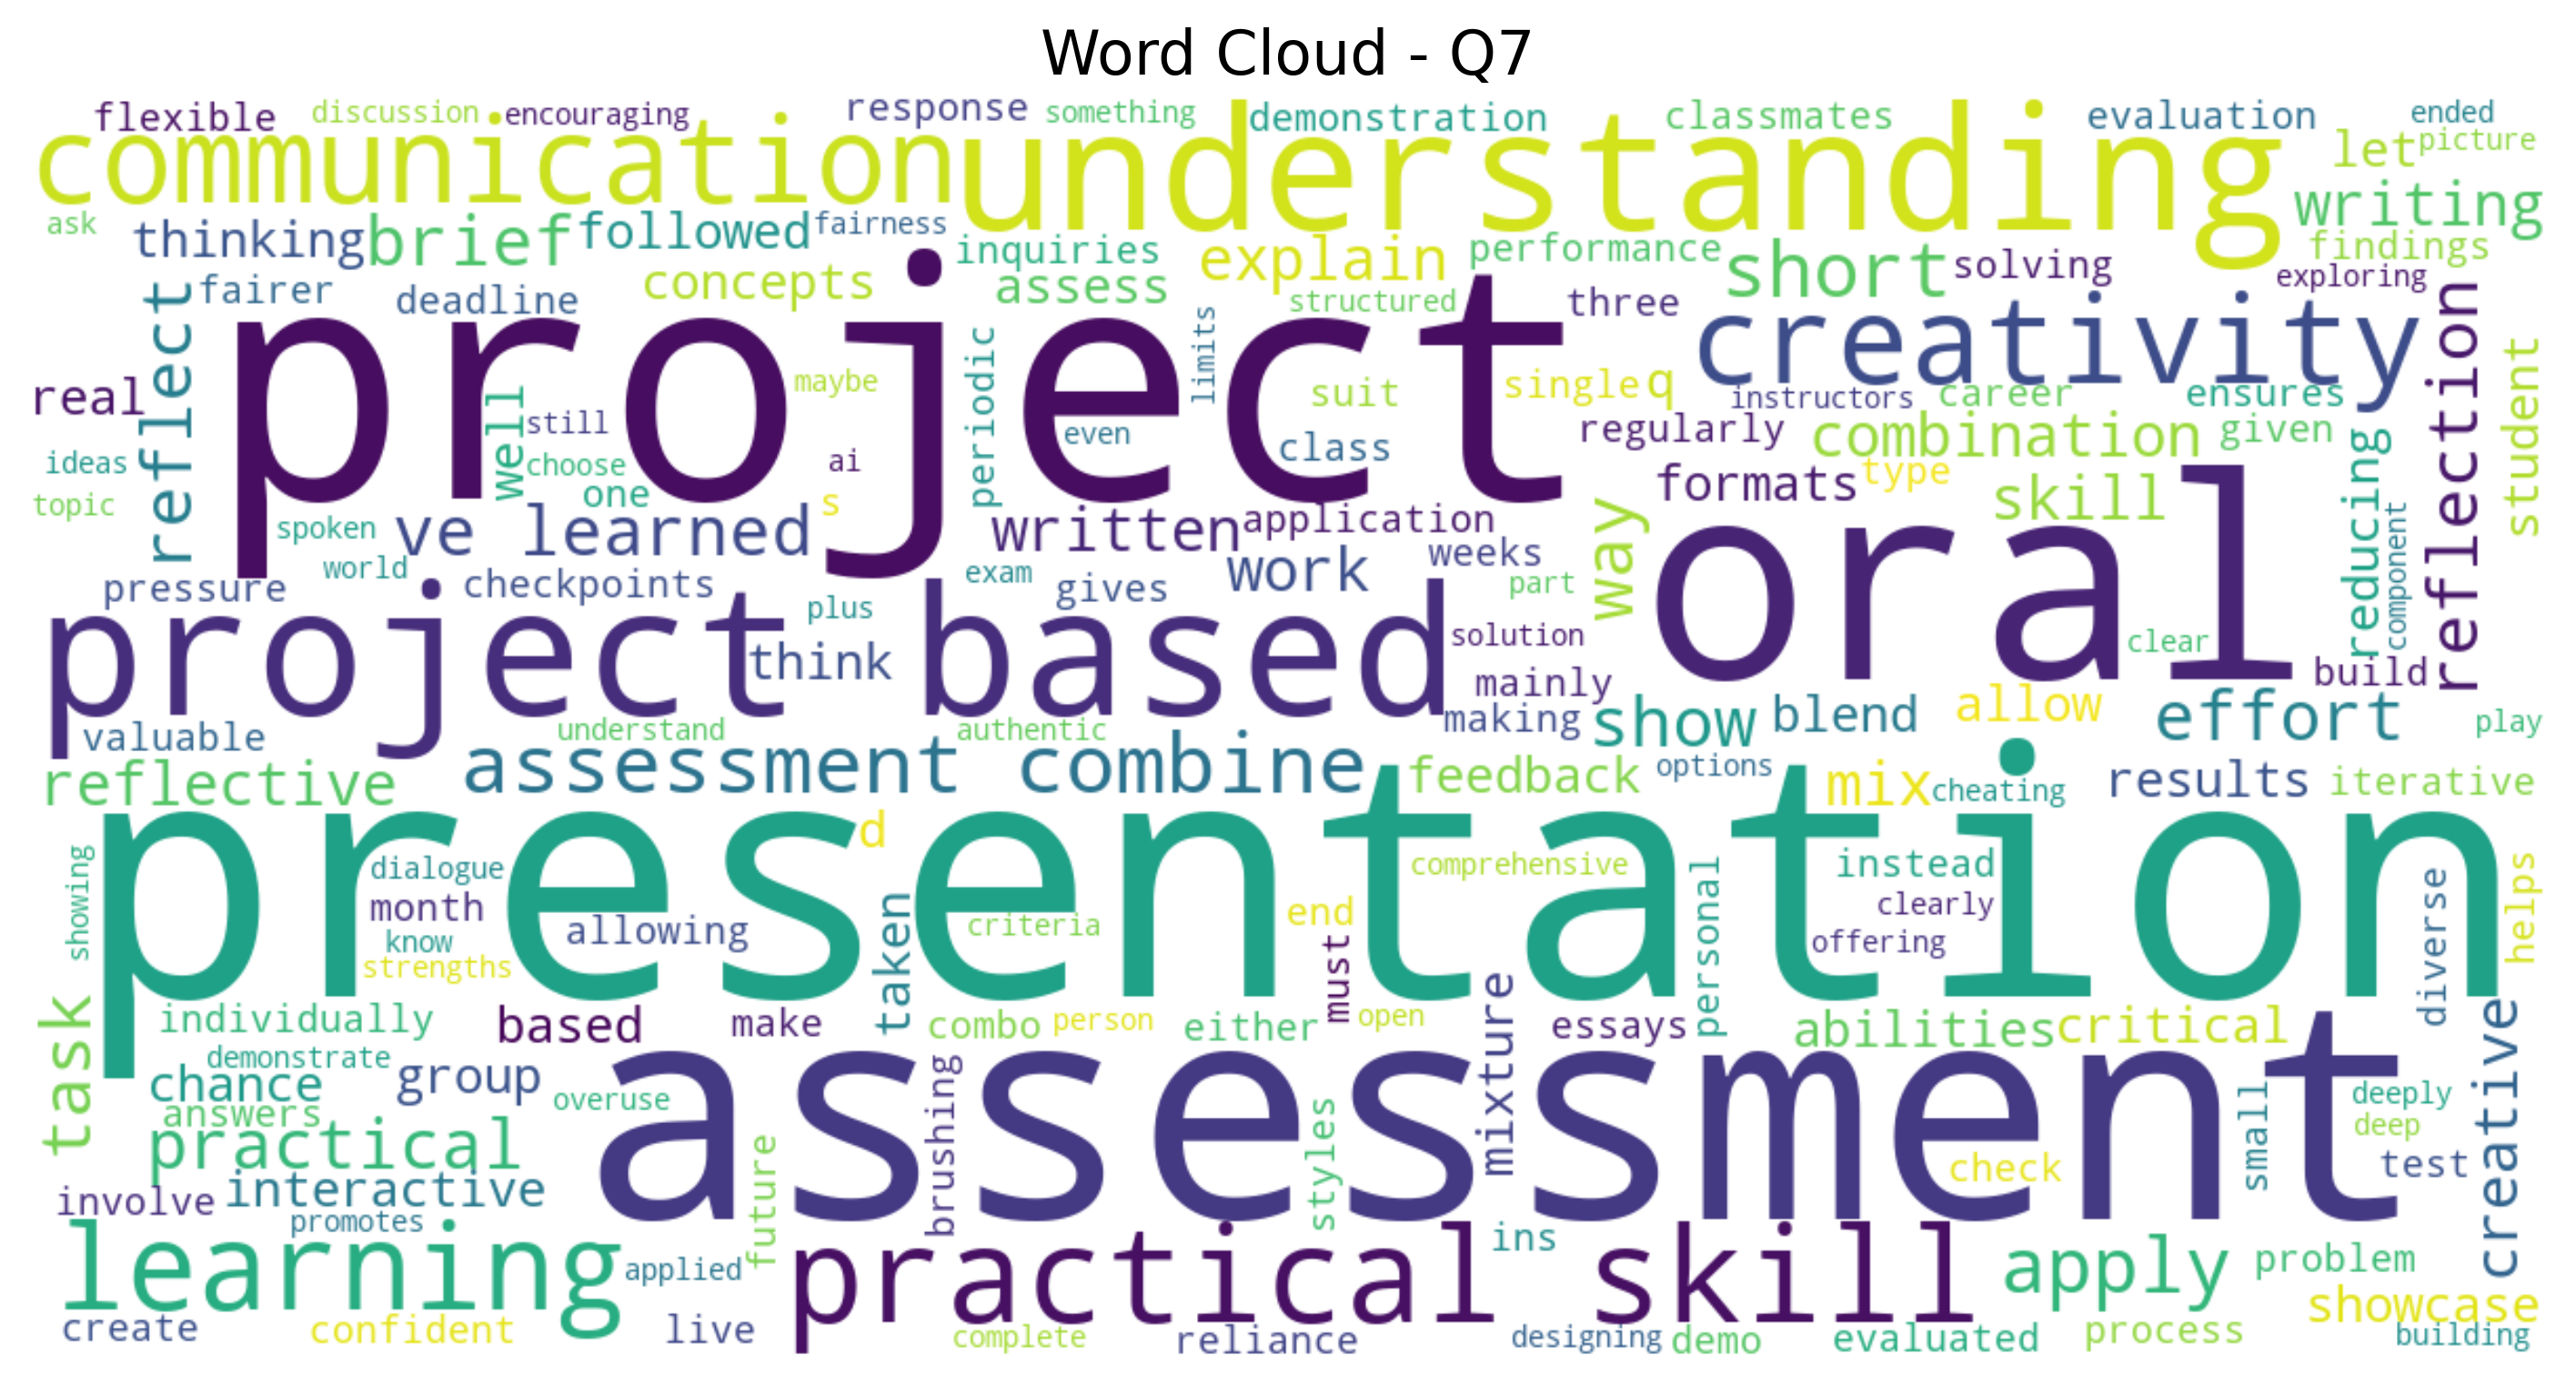 Word Cloud - Q7
flexible discussion encouraging response something demonstration classmates evaluation ended
communication understanding let picture
writing
ask thinking brief followed fairness inquiries explain performance short solving findings
fairer deadline concepts assess structured three exploring
reflect project periodic limits creativity reflection student
real maybe suit single q instructors career ensures
well still even class regularly combination given
ideas choose ai formats type skill reducing
topic one s
spoken ve learned written application way oral component
world exam work weeks
pressure checkpoints gives part
project based plus solution clear
think mainly build
valuable understand authentic making show blend allow effort play
reflective assessment combine feedback options mix cheating results iterative
presentation d
showing dialogue comprehensive personal instead diverse helps
month allowing taken criteria end clearly
know must offering
strengths
task individually based make combo person either open mixture essays abilities critical creative
demonstrate
chance group overuse brushing assessment small deeply
answers styles deep
practical future check test
involve interactive
promotes practical skill ins
learning applied apply problem
showcase
create confident live complete reliance designing demo evaluated process building